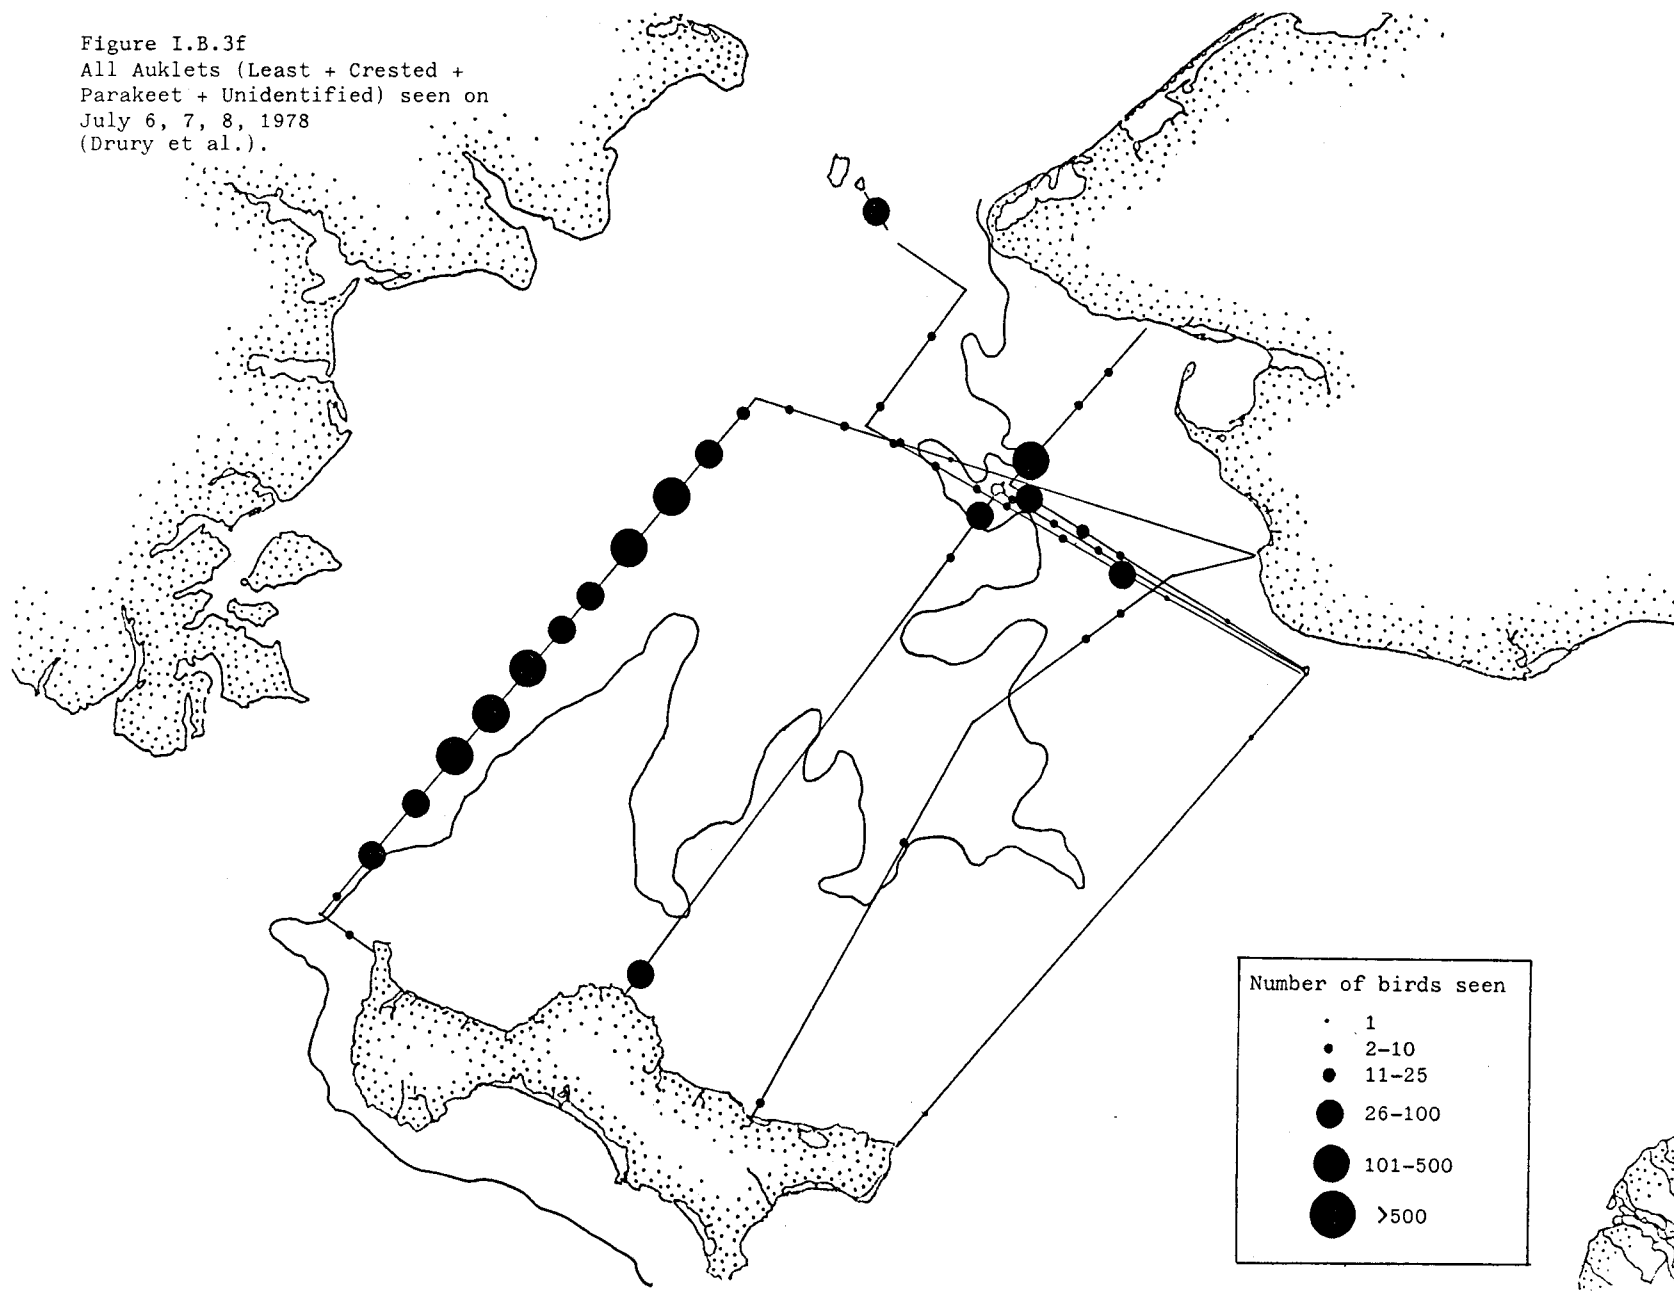 Figure I.B.3f
All Auklets (Least + Crested +
Parakeet + Unidentified) seen on
July 6, 7, 8, 1978
(Drury et al.).
Number of birds seen
1
2-10
11-25
26-100
101-500
>500